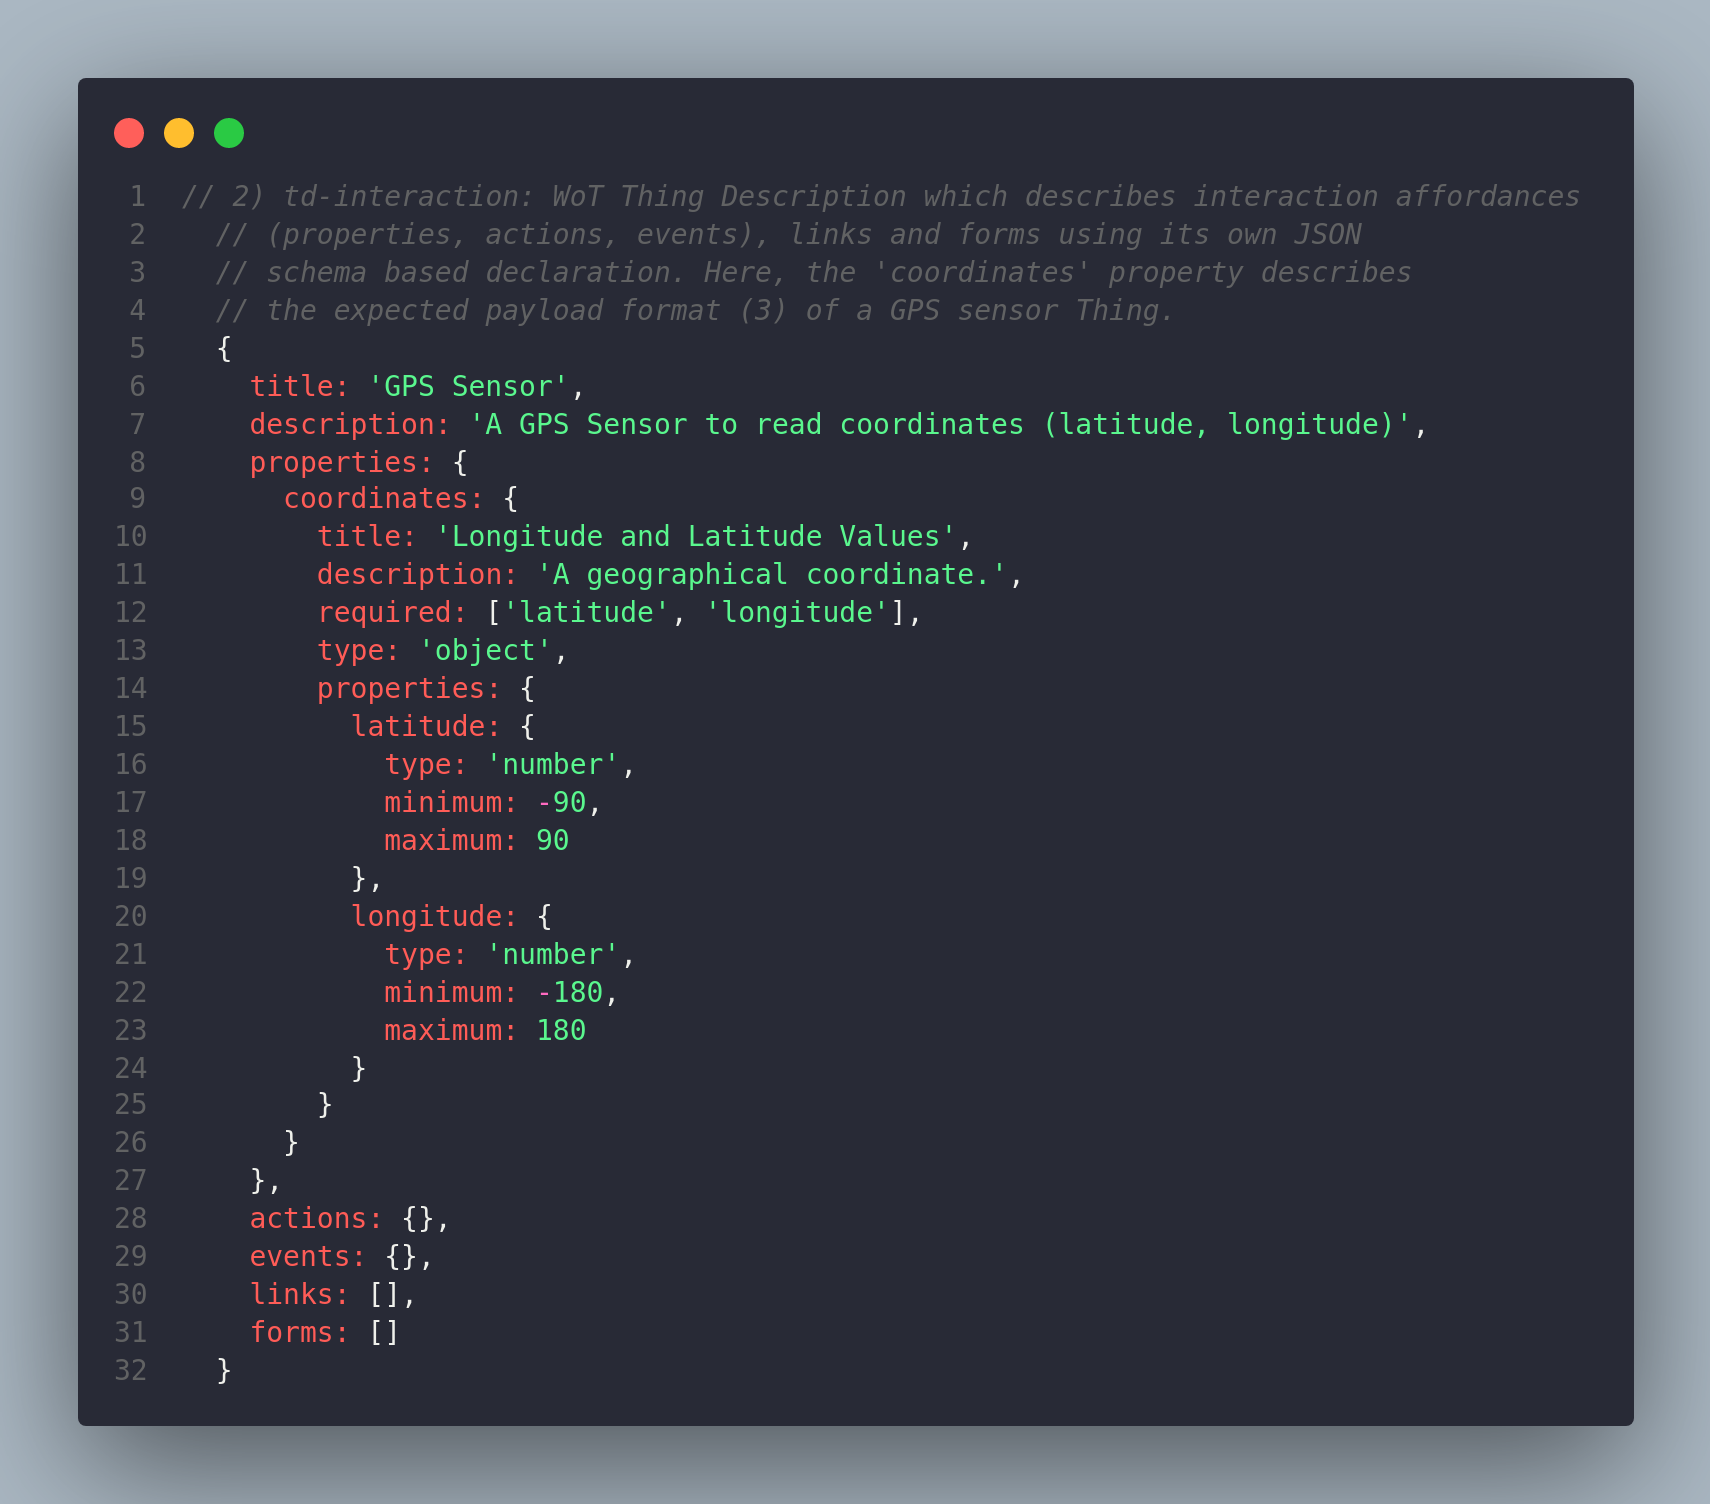 1 // 2) td-interaction: WoT Thing Description which describes interaction affordances
2 // (properties, actions, events), links and forms using its own JSON
3 // schema based declaration. Here, the 'coordinates' property describes
4 // the expected payload format (3) of a GPS sensor Thing.
5 {
6 title: 'GPS Sensor',
7 description: 'A GPS Sensor to read coordinates (latitude, longitude)',
8 properties: {
9 coordinates: {
10 title: 'Longitude and Latitude Values',
11 description: 'A geographical coordinate.',
12 required: ['latitude', 'longitude'],
13 type: 'object',
14 properties: {
15 latitude: {
16 type: 'number',
17 minimum: -90,
18 maximum: 90
19 },
20 longitude: {
21 type: 'number',
22 minimum: -180,
23 maximum: 180
24 }
25 }
26 }
27 },
28 actions: {},
29 events: {},
30 links: [],
31 forms: []
32 }